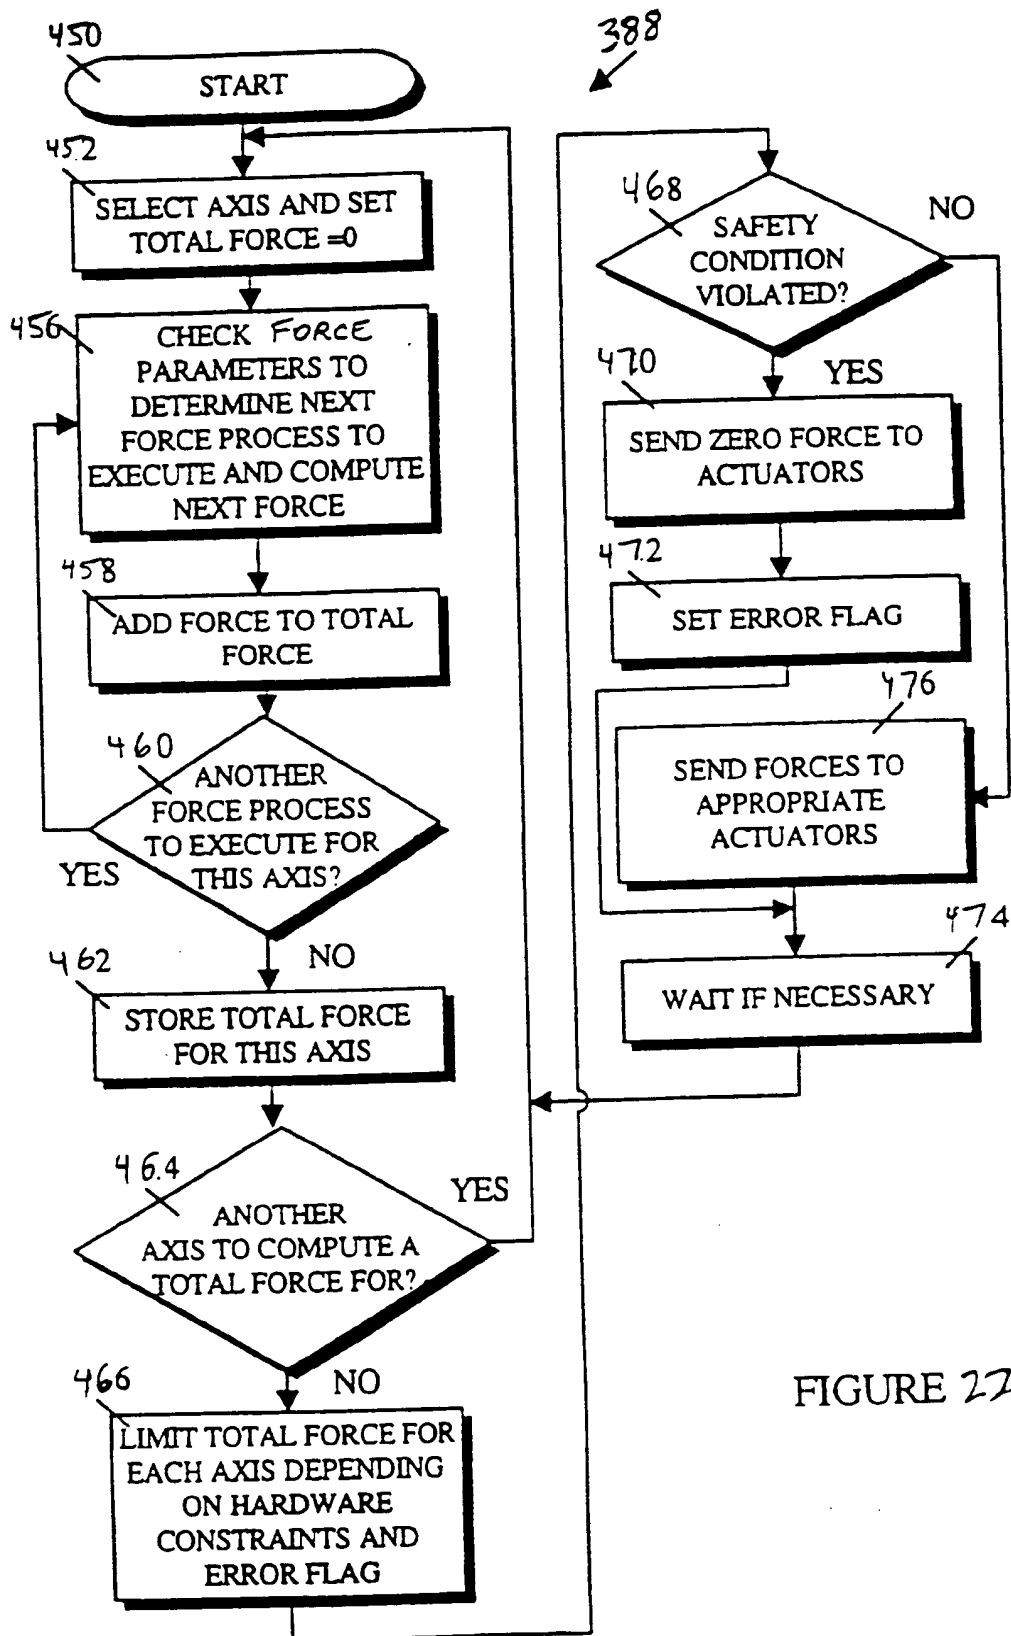 450
START
388
452
SELECT AXIS AND SET
TOTAL FORCE =0
456
CHECK FORCE
PARAMETERS TO
DETERMINE NEXT
FORCE PROCESS TO
EXECUTE AND COMPUTE
NEXT FORCE
458
ADD FORCE TO TOTAL
FORCE
460
ANOTHER
FORCE PROCESS
TO EXECUTE FOR
THIS AXIS?
YES
NO
462
STORE TOTAL FORCE
FOR THIS AXIS
464
YES
ANOTHER
AXIS TO COMPUTE A
TOTAL FORCE FOR?
NO
466
LIMIT TOTAL FORCE FOR
EACH AXIS DEPENDING
ON HARDWARE
CONSTRAINTS AND
ERROR FLAG
468
NO
SAFETY
CONDITION
VIOLATED?
YES
470
SEND ZERO FORCE TO
ACTUATORS
472
SET ERROR FLAG
476
SEND FORCES TO
APPROPRIATE
ACTUATORS
474
WAIT IF NECESSARY
FIGURE 22